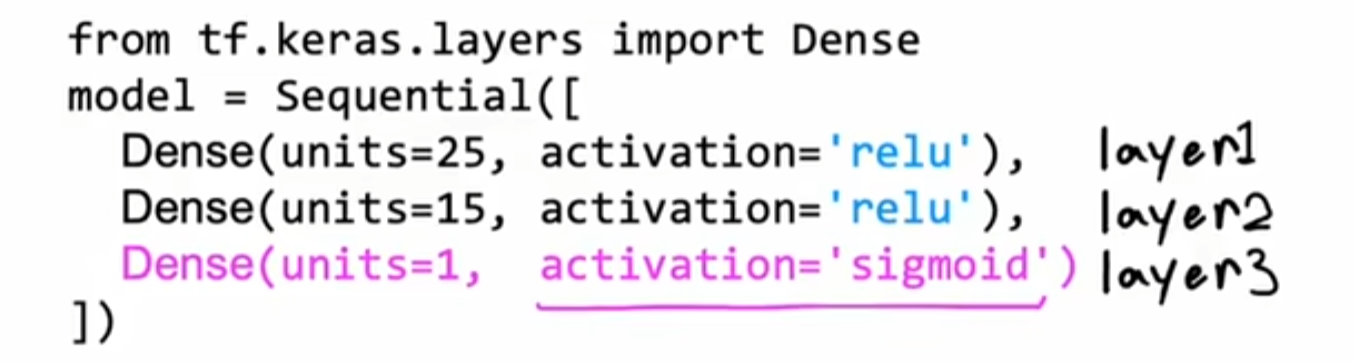 from tf.keras.layers import Dense
model = Sequential([
  Dense(units=25, activation='relu'), layer1
  Dense(units=15, activation='relu'), layer2
  Dense(units=1, activation='sigmoid') layer3
])